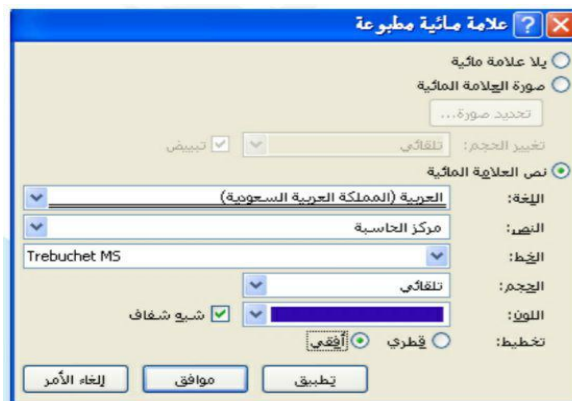 علامة مائية مطبوعة
بلا علامة مائية
صورة العلامة المائية
تحديد صورة...
تغيير الحجم: تلقائي تبييض
نص العلامة المائية
اللغة: العربية (المملكة العربية السعودية)
النص: مركز الحاسبة
الخط: Trebuchet MS
الحجم: تلقائي
اللون: شبه شفاف
تخطيط: قطري أفقي
تطبيق موافق إلغاء الأمر